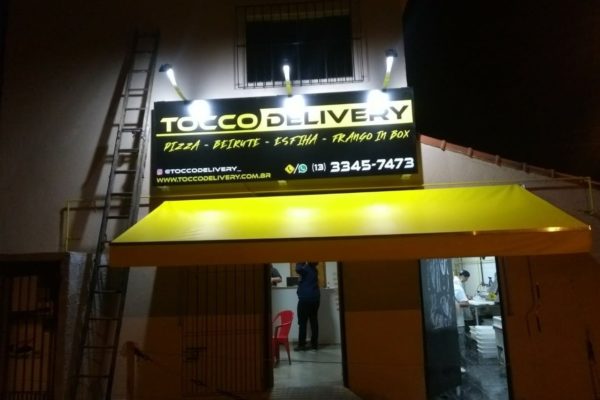 TOCCO DELIVERY
PIZZA - BEIRUTE - ESFIHA - FRANGO IN BOX
@TOCCODELIVERY_
/ (13) 3345-7473
WWW.TOCCODELIVERY.COM.BR